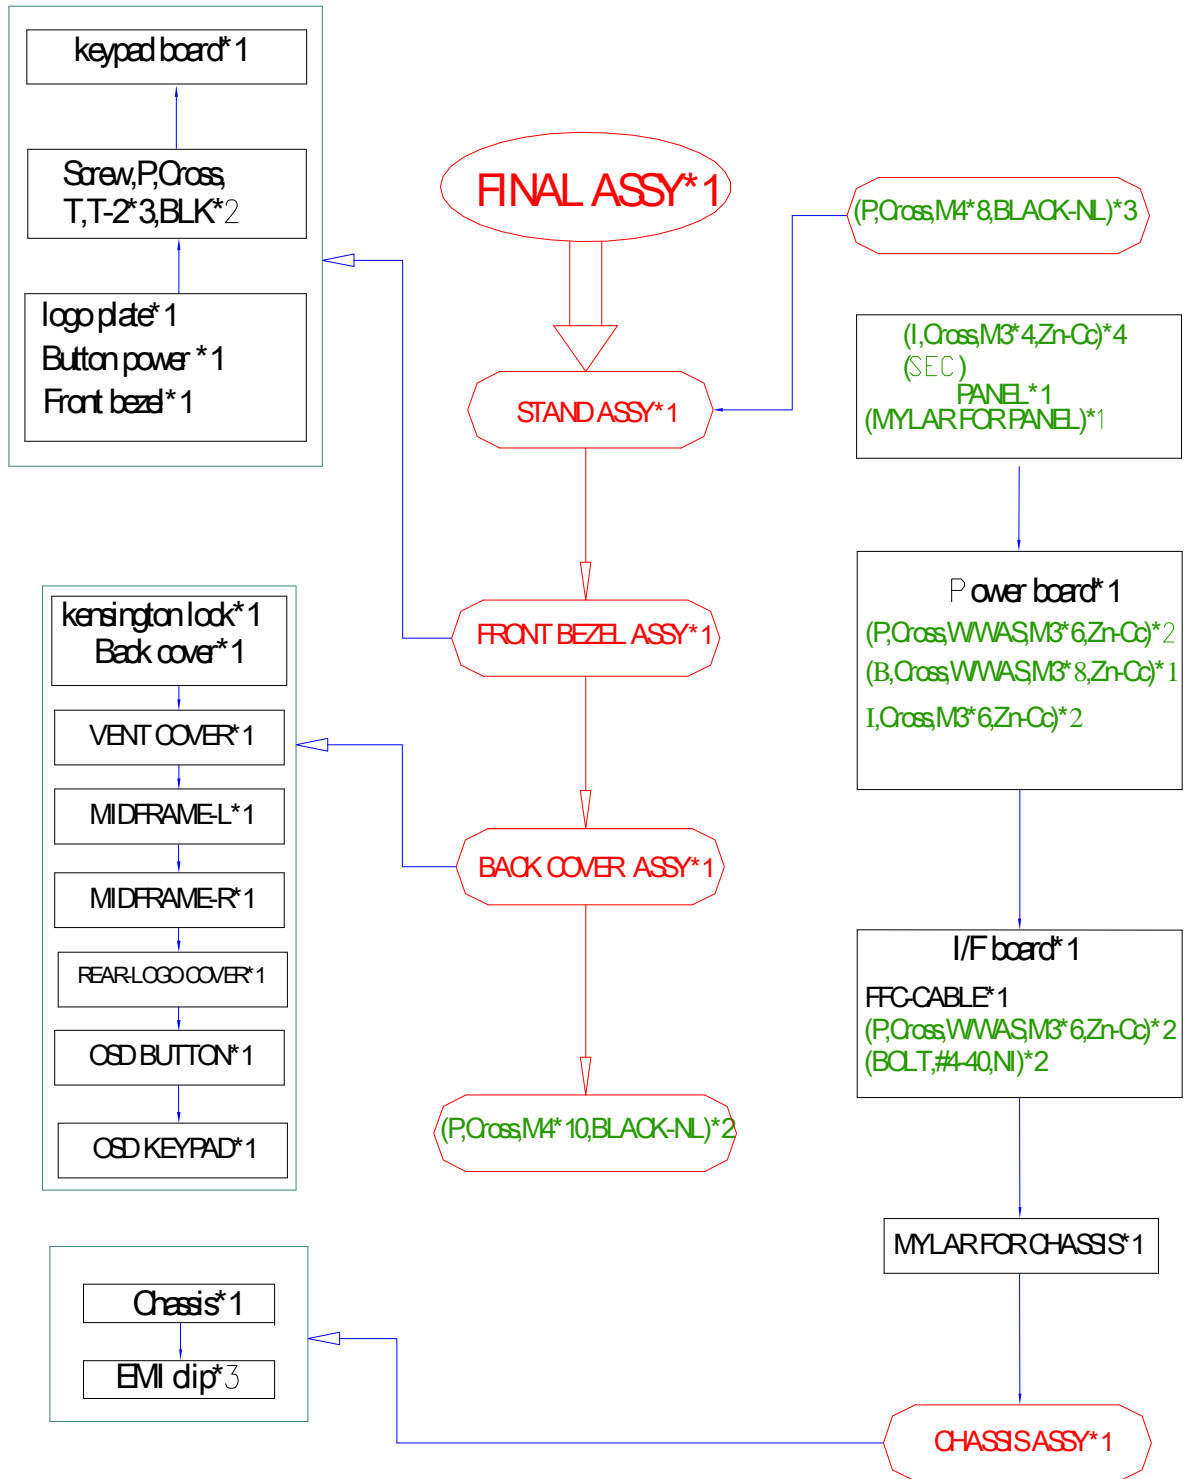 keypad board*1
Screw,P,Cross,
T,T-2*3,BLK*2
logo plate*1
Button power *1
Front bezel*1
FINAL ASSY*1
(P,Cross,M4*8,BLACK-NL)*3
STAND ASSY*1
(I,Cross,M3*4,Zn-Cc)*4
(SEC)
PANEL*1
(MYLAR FOR PANEL)*1
Power board*1
(P,Cross,W/WAS,M3*6,Zn-Cc)*2
(B,Cross,W/WAS,M3*8,Zn-Cc)*1
I,Cross,M3*6,Zn-Cc)*2
kensington lock*1
Back cover*1
FRONT BEZEL ASSY*1
VENT COVER*1
MIDFRAME-L*1
MIDFRAME-R*1
REAR-LOGO COVER*1
OSD BUTTON*1
OSD KEYPAD*1
BACK COVER ASSY*1
(P,Cross,M4*10,BLACK-NL)*2
I/F board*1
FFC-CABLE*1
(P,Cross,W/WAS,M3*6,Zn-Cc)*2
(BOLT,#4-40,NI)*2
MYLAR FOR CHASSIS*1
Chassis*1
EMI clip*3
CHASSIS ASSY*1